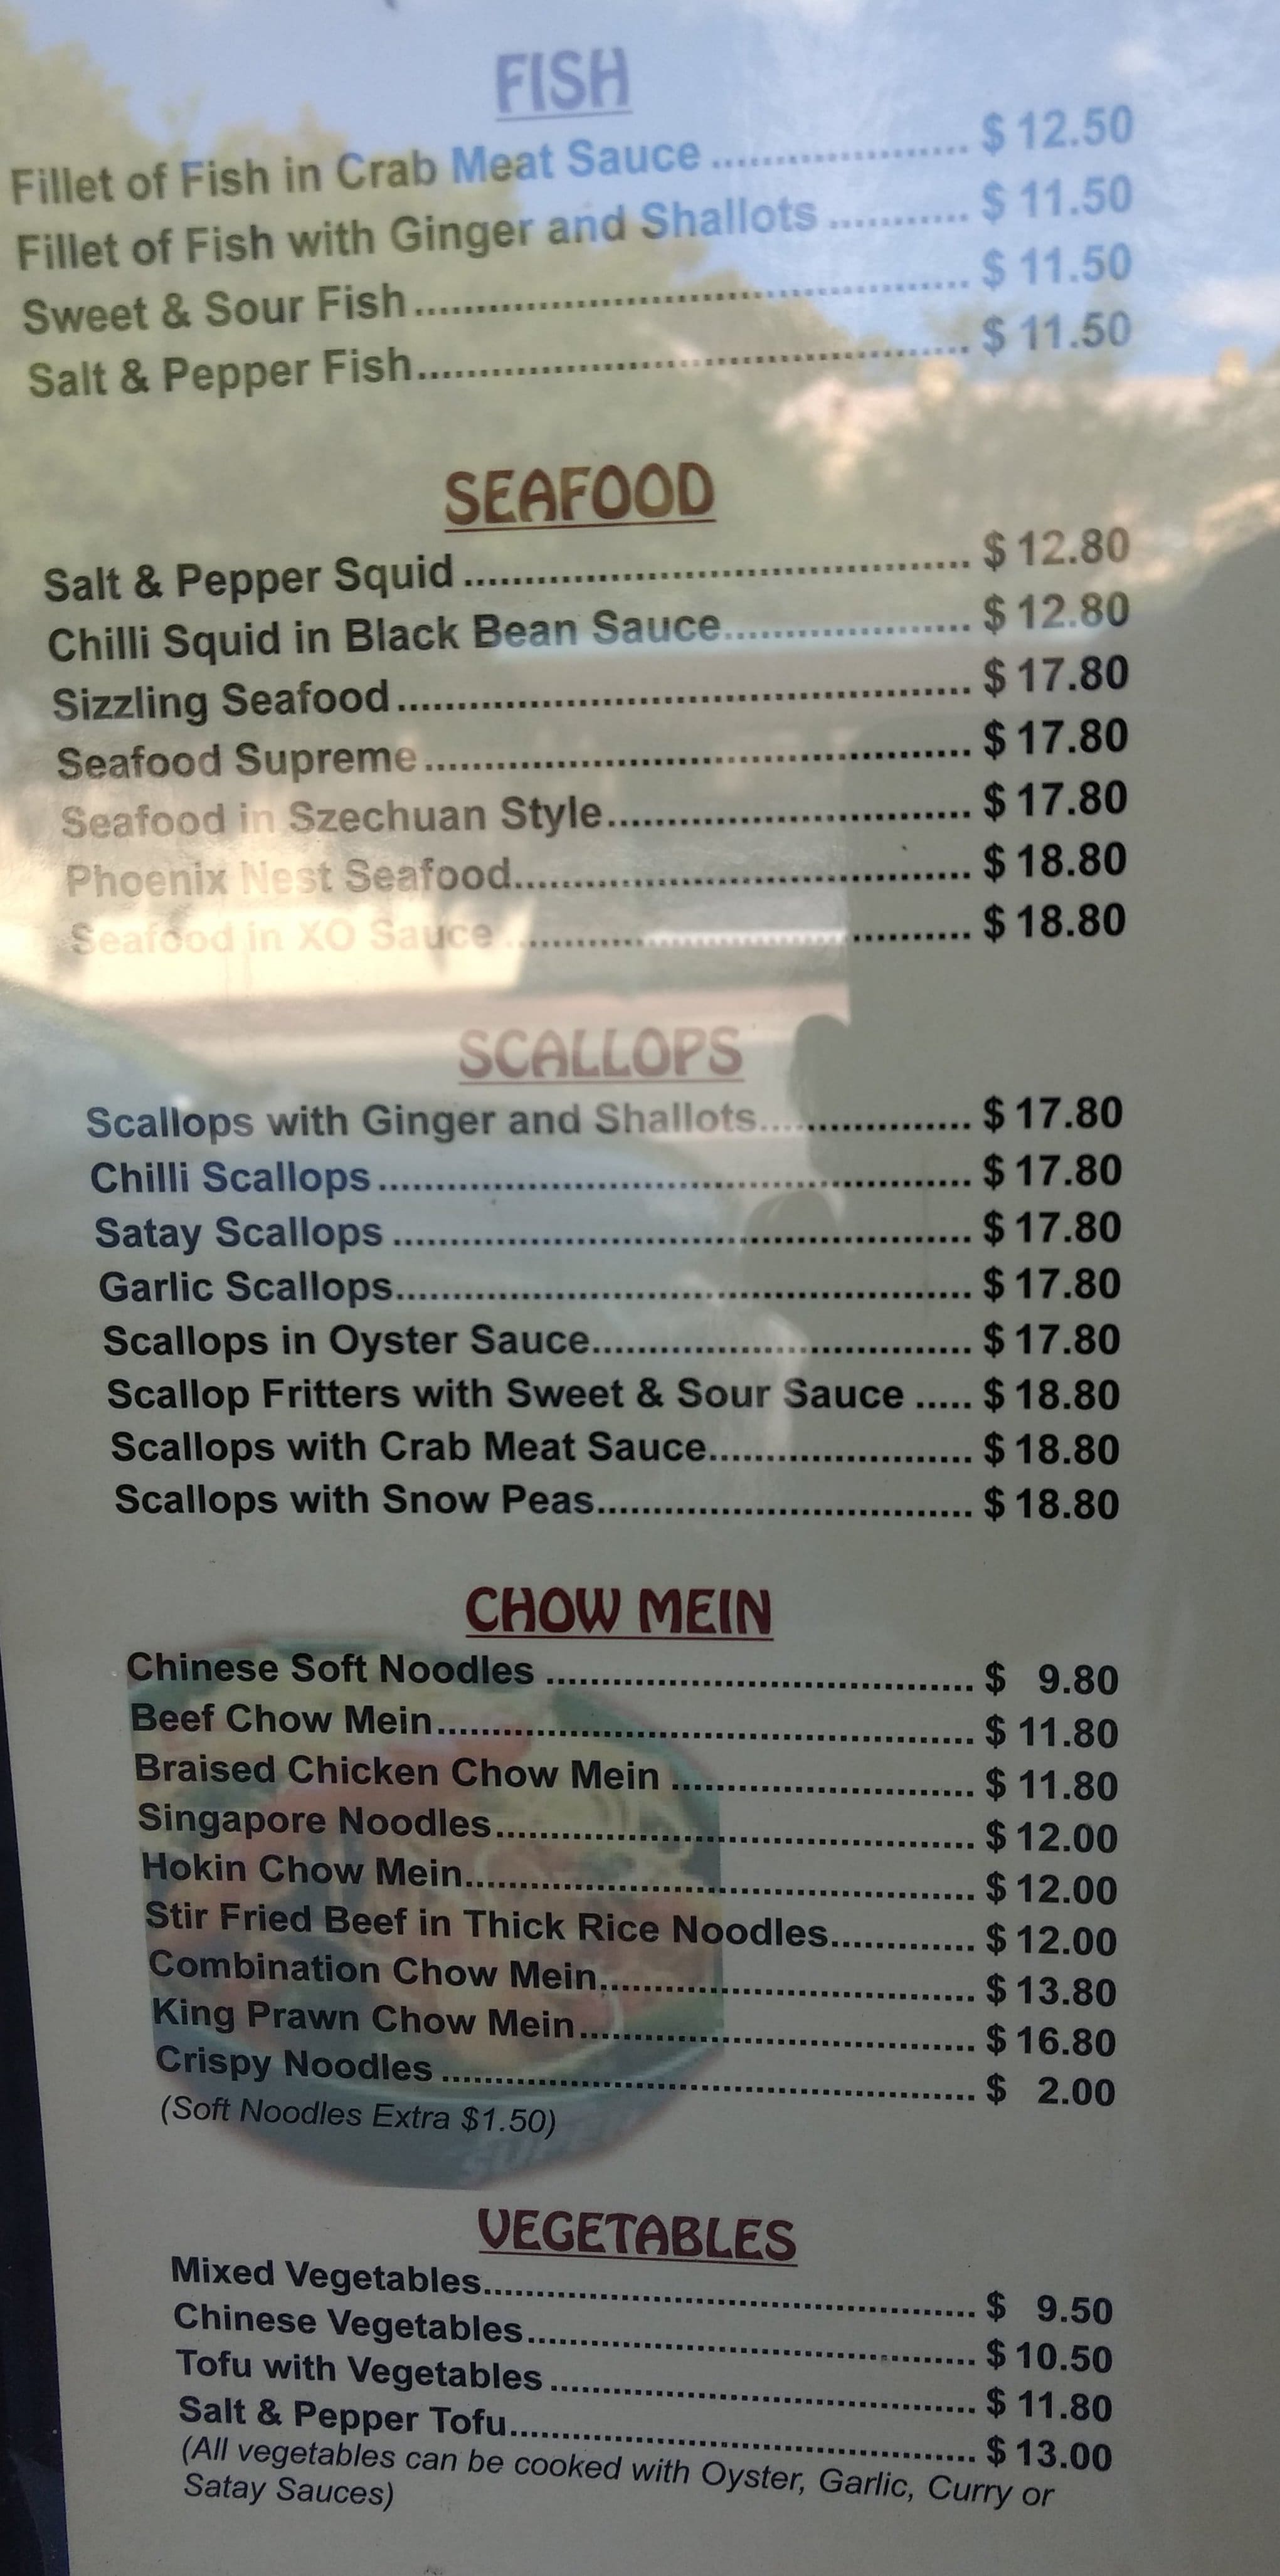 FISH
Fillet of Fish in Crab Meat Sauce ..................... $ 12.50
Fillet of Fish with Ginger and Shallots ........... $ 11.50
Sweet & Sour Fish ............................................. $ 11.50
Salt & Pepper Fish ............................................. $ 11.50
SEAFOOD
Salt & Pepper Squid ......................................... $ 12.80
Chilli Squid in Black Bean Sauce .................... $ 12.80
Sizzling Seafood ............................................... $ 17.80
Seafood Supreme ............................................. $ 17.80
Seafood in Szechuan Style .............................. $ 17.80
Phoenix Nest Seafood ...................................... $ 18.80
Seafood in XO Sauce ...................................... $ 18.80
SCALLOPS
Scallops with Ginger and Shallots .................. $ 17.80
Chilli Scallops .................................................. $ 17.80
Satay Scallops ................................................. $ 17.80
Garlic Scallops ................................................. $ 17.80
Scallops in Oyster Sauce ................................. $ 17.80
Scallop Fritters with Sweet & Sour Sauce ..... $ 18.80
Scallops with Crab Meat Sauce ....................... $ 18.80
Scallops with Snow Peas ................................. $ 18.80
CHOW MEIN
Chinese Soft Noodles ...................................... $ 9.80
Beef Chow Mein ............................................... $ 11.80
Braised Chicken Chow Mein ........................... $ 11.80
Singapore Noodles ........................................... $ 12.00
Hokin Chow Mein .............................................. $ 12.00
Stir Fried Beef in Thick Rice Noodles ............. $ 12.00
Combination Chow Mein .................................. $ 13.80
King Prawn Chow Mein .................................... $ 16.80
Crispy Noodles ................................................. $ 2.00
(Soft Noodles Extra $1.50)
VEGETABLES
Mixed Vegetables ............................................. $ 9.50
Chinese Vegetables ......................................... $ 10.50
Tofu with Vegetables ....................................... $ 11.80
Salt & Pepper Tofu ........................................... $ 13.00
(All vegetables can be cooked with Oyster, Garlic, Curry or
Satay Sauces)